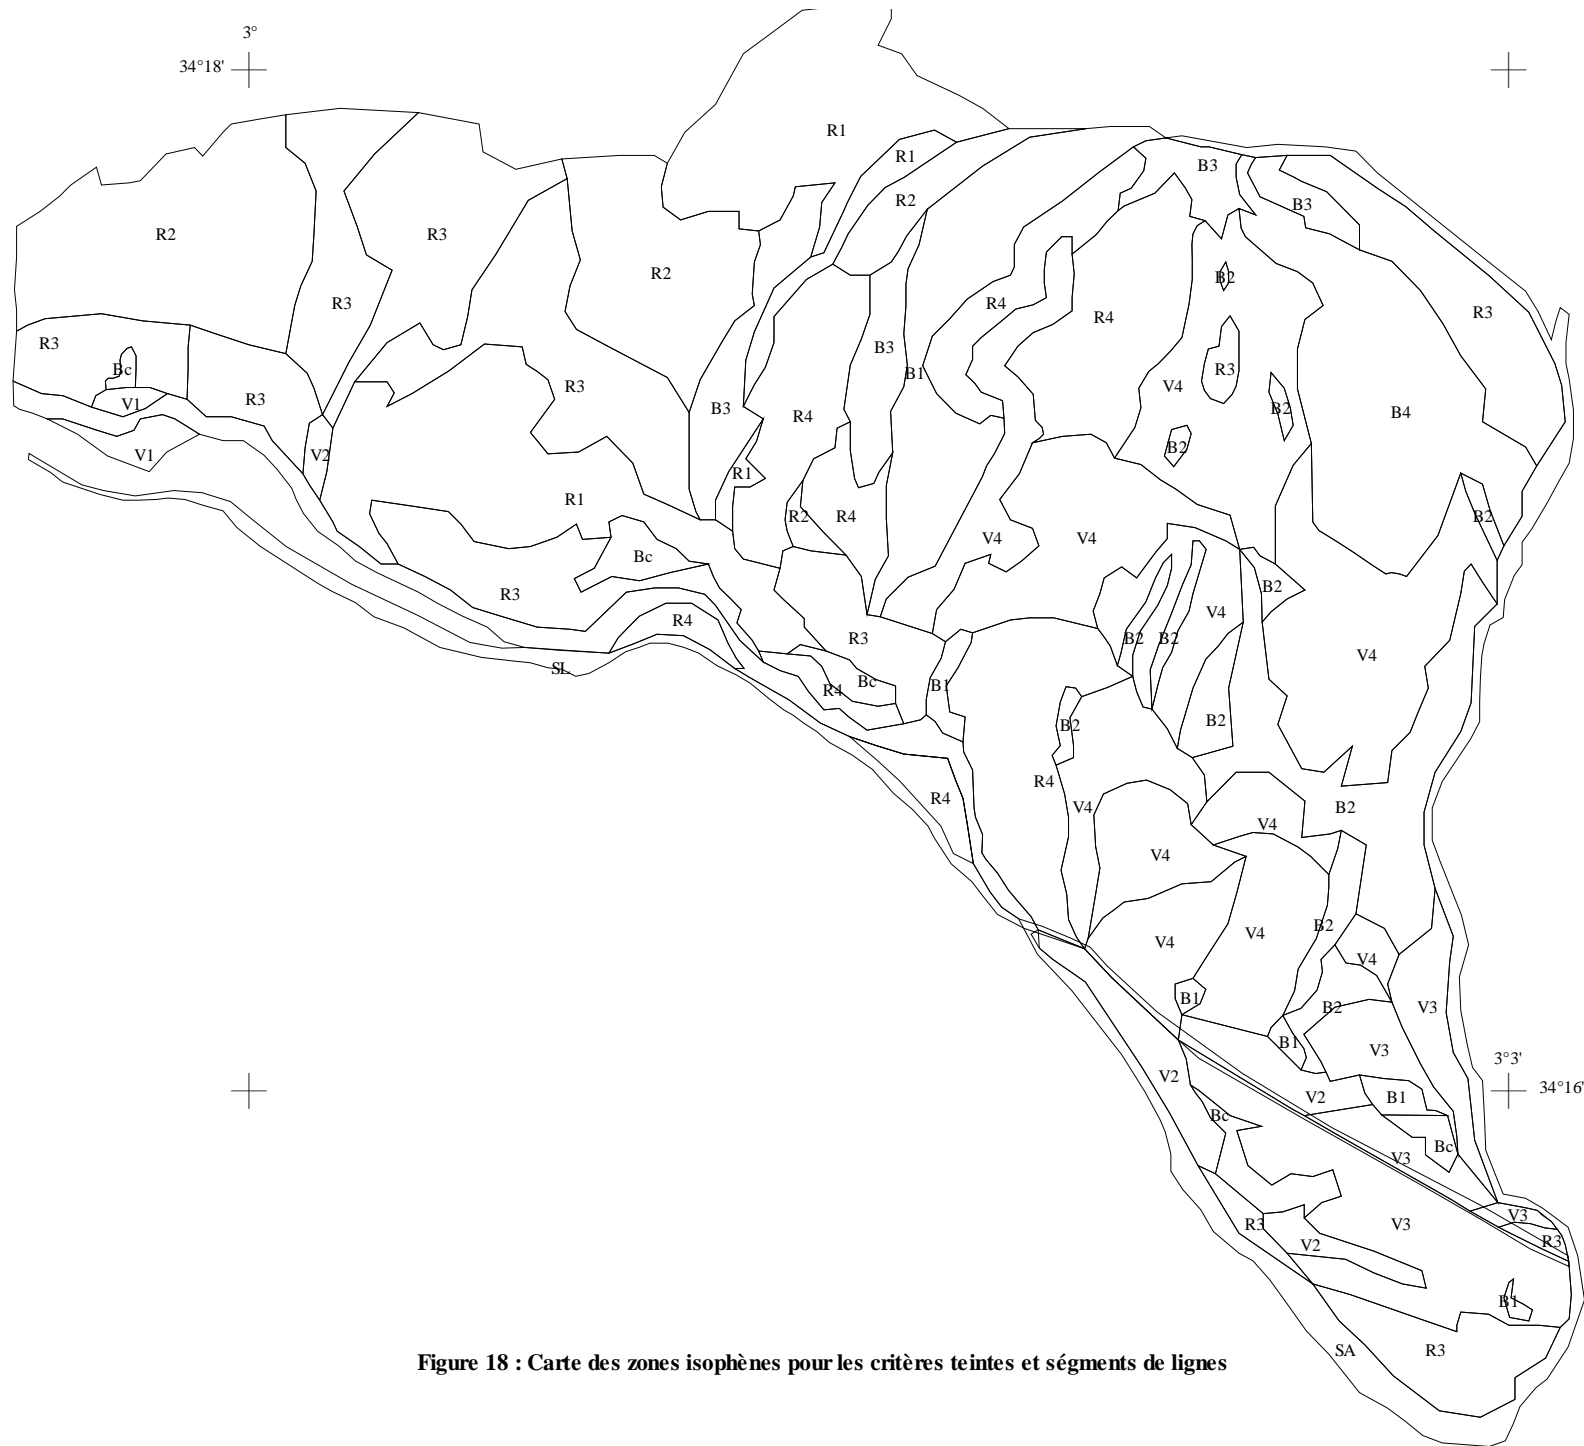 3°
34°18'
R1
R1
B3
R2
B3
R2
R3
R2
B2
R3
R4
R4
R3
R3
B3
R3
Bc
B1
R3
V4
R3
R3
V1
B3
R4
B2
B4
V1
V2
B2
R1
R1
R2
R4
B2
Bc
V4
V4
R3
B2
V4
R4
R3
B2
B2
V4
SL
R4
Bc
B1
B2
B2
R4
R4
V4
B2
V4
V4
V4
V4
B2
V4
B1
B2
V3
B1
V3
3°3'
V2
V2
B1
34°16'
Bc
V3
Bc
R3
V3
V3
V2
R3
B1
SA
R3
Figure 18 : Carte des zones isophènes pour les critères teintes et ségments de lignes